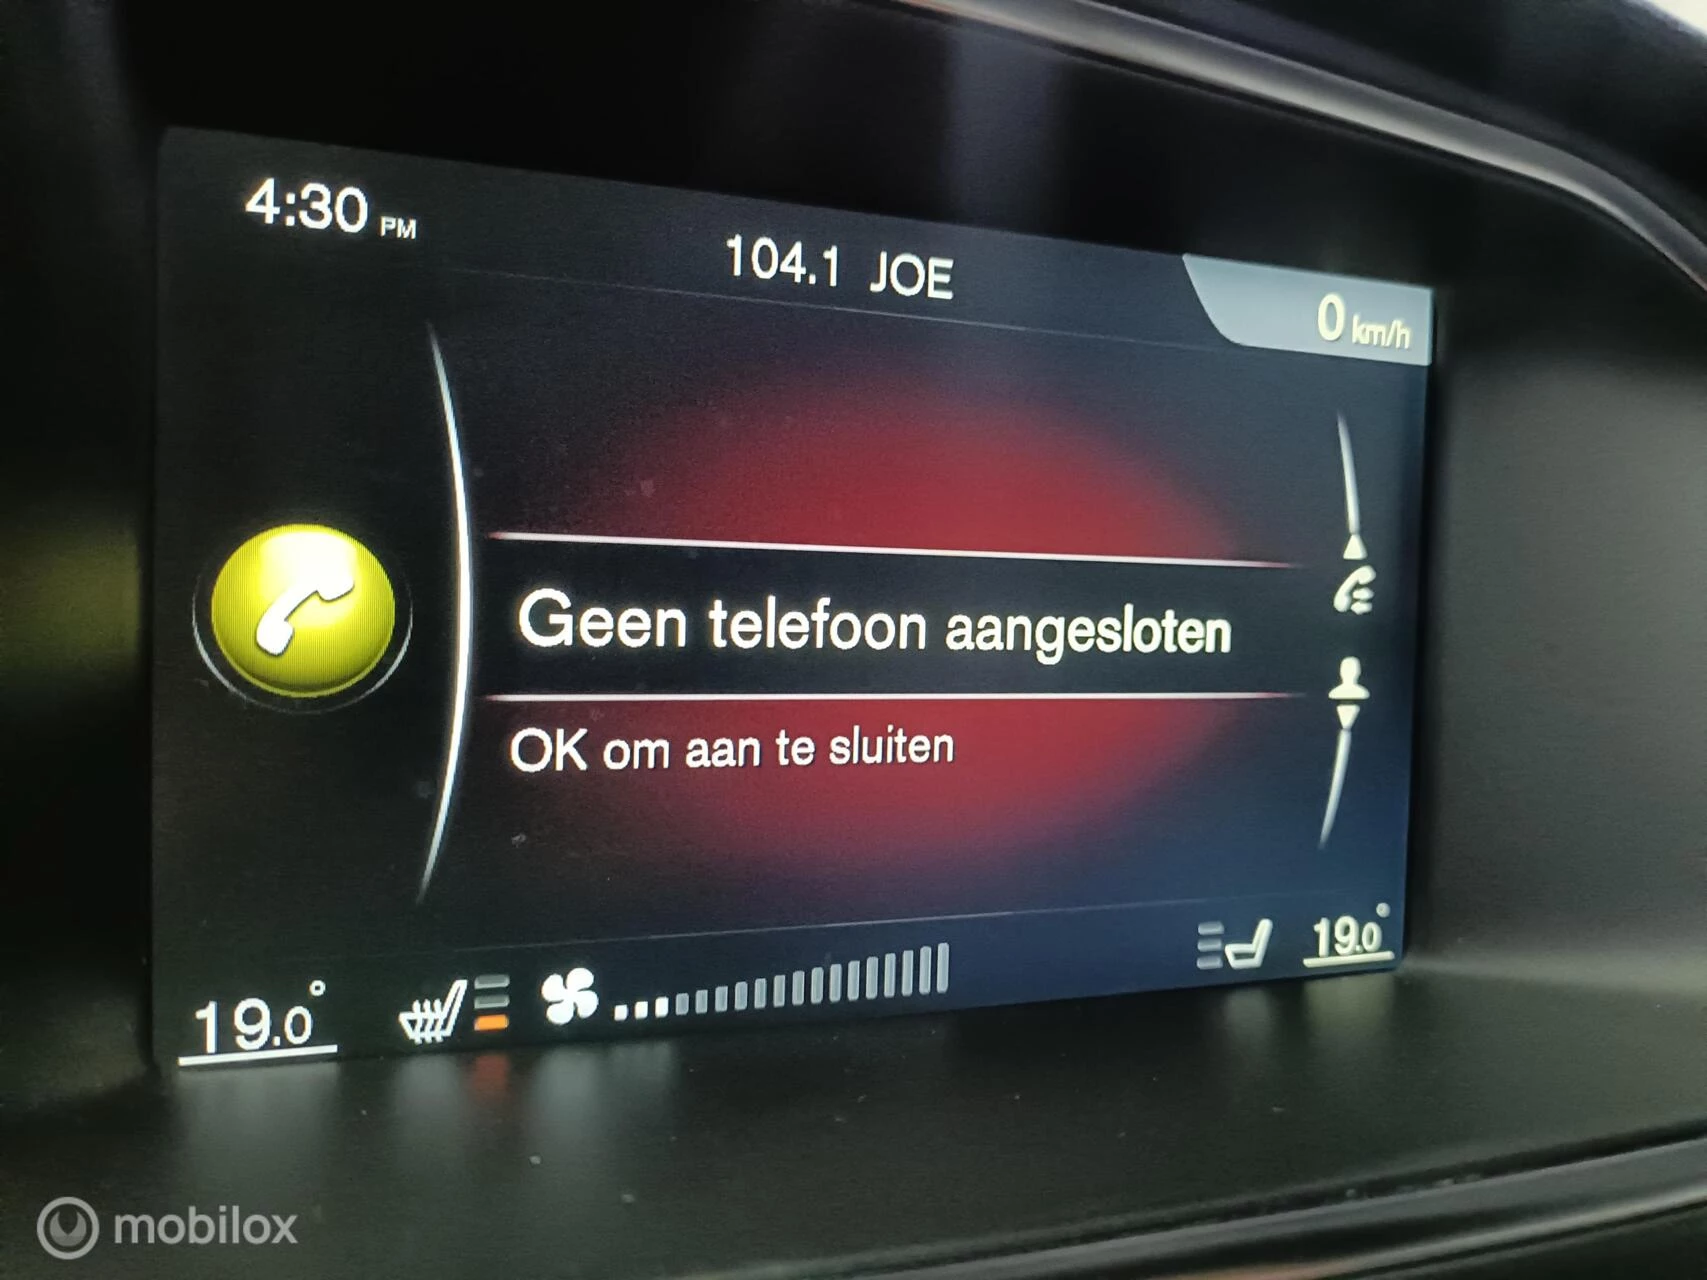 4:30 PM
104.1 JOE
0 km/h
Geen telefoon aangesloten
OK om aan te sluiten
19.0°
19.0°
mobilox